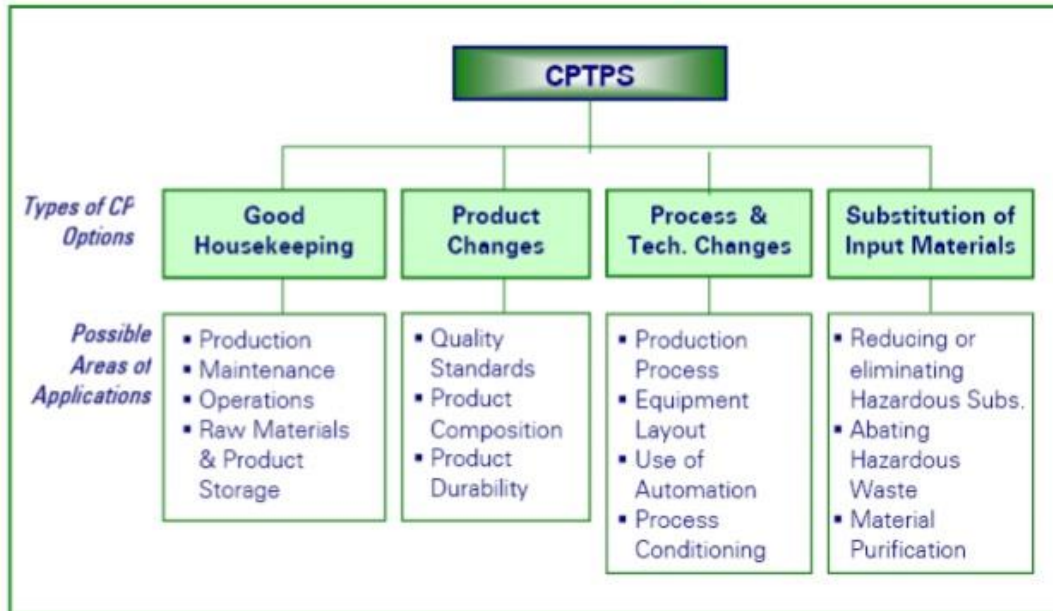 CPTPS
Types of CP
Options
Good
Housekeeping
Product
Changes
Process &
Tech. Changes
Substitution of
Input Materials
Possible
Areas of
Applications
▪ Production
▪ Maintenance
▪ Operations
▪ Raw Materials
& Product
Storage
▪ Quality
Standards
▪ Product
Composition
▪ Product
Durability
▪ Production
Process
▪ Equipment
Layout
▪ Use of
Automation
▪ Process
Conditioning
▪ Reducing or
eliminating
Hazardous Subs.
▪ Abating
Hazardous
Waste
▪ Material
Purification